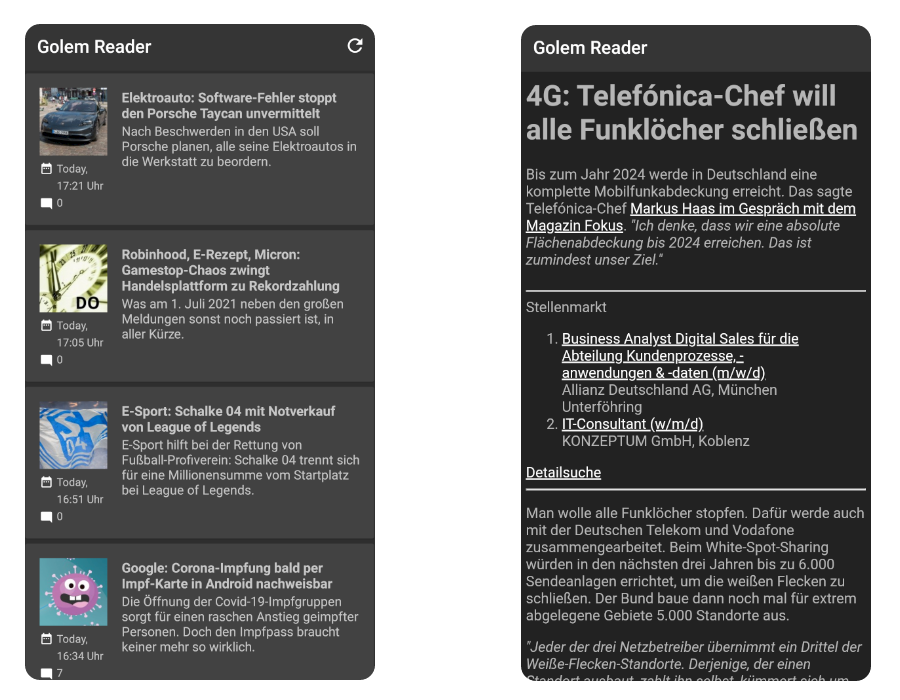 Golem Reader
Elektroauto: Software-Fehler stoppt
den Porsche Taycan unvermittelt
Nach Beschwerden in den USA soll
Porsche planen, alle seine Elektroautos in
die Werkstatt zu beordern.
Today,
17:21 Uhr
0
DO
Robinhood, E-Rezept, Micron:
Gamestop-Chaos zwingt
Handelsplattform zu Rekordzahlung
Was am 1. Juli 2021 neben den großen
Meldungen sonst noch passiert ist, in
aller Kürze.
Today,
17:05 Uhr
0
E-Sport: Schalke 04 mit Notverkauf
von League of Legends
E-Sport hilft bei der Rettung von
Fußball-Profiverein: Schalke 04 trennt sich
für eine Millionensumme vom Startplatz
bei League of Legends.
04
Today,
16:51 Uhr
0
Google: Corona-Impfung bald per
Impf-Karte in Android nachweisbar
Die Öffnung der Covid-19-Impfgruppen
sorgt für einen raschen Anstieg geimpfter
Personen. Doch den Impfpass braucht
keiner mehr so wirklich.
Today,
16:34 Uhr
7
Golem Reader
4G: Telefónica-Chef will
alle Funklöcher schließen
Bis zum Jahr 2024 werde in Deutschland eine
komplette Mobilfunkabdeckung erreicht. Das sagte
Telefónica-Chef Markus Haas im Gespräch mit dem
Magazin Fokus. "Ich denke, dass wir eine absolute
Flächenabdeckung bis 2024 erreichen. Das ist
zumindest unser Ziel."
Stellenmarkt
1. Business Analyst Digital Sales für die
Abteilung Kundenprozesse, -
anwendungen & -daten (m/w/d)
Allianz Deutschland AG, München
Unterföhring
2. IT-Consultant (w/m/d)
KONZEPTUM GmbH, Koblenz
Detailsuche
Man wolle alle Funklöcher stopfen. Dafür werde auch
mit der Deutschen Telekom und Vodafone
zusammengearbeitet. Beim White-Spot-Sharing
würden in den nächsten drei Jahren bis zu 6.000
Sendeanlagen errichtet, um die weißen Flecken zu
schließen. Der Bund baue dann noch mal für extrem
abgelegene Gebiete 5.000 Standorte aus.
"Jeder der drei Netzbetreiber übernimmt ein Drittel der
Weiße-Flecken-Standorte. Derjenige, der einen
Standort ausbaut, zahlt ihn selbst, kümmert sich um